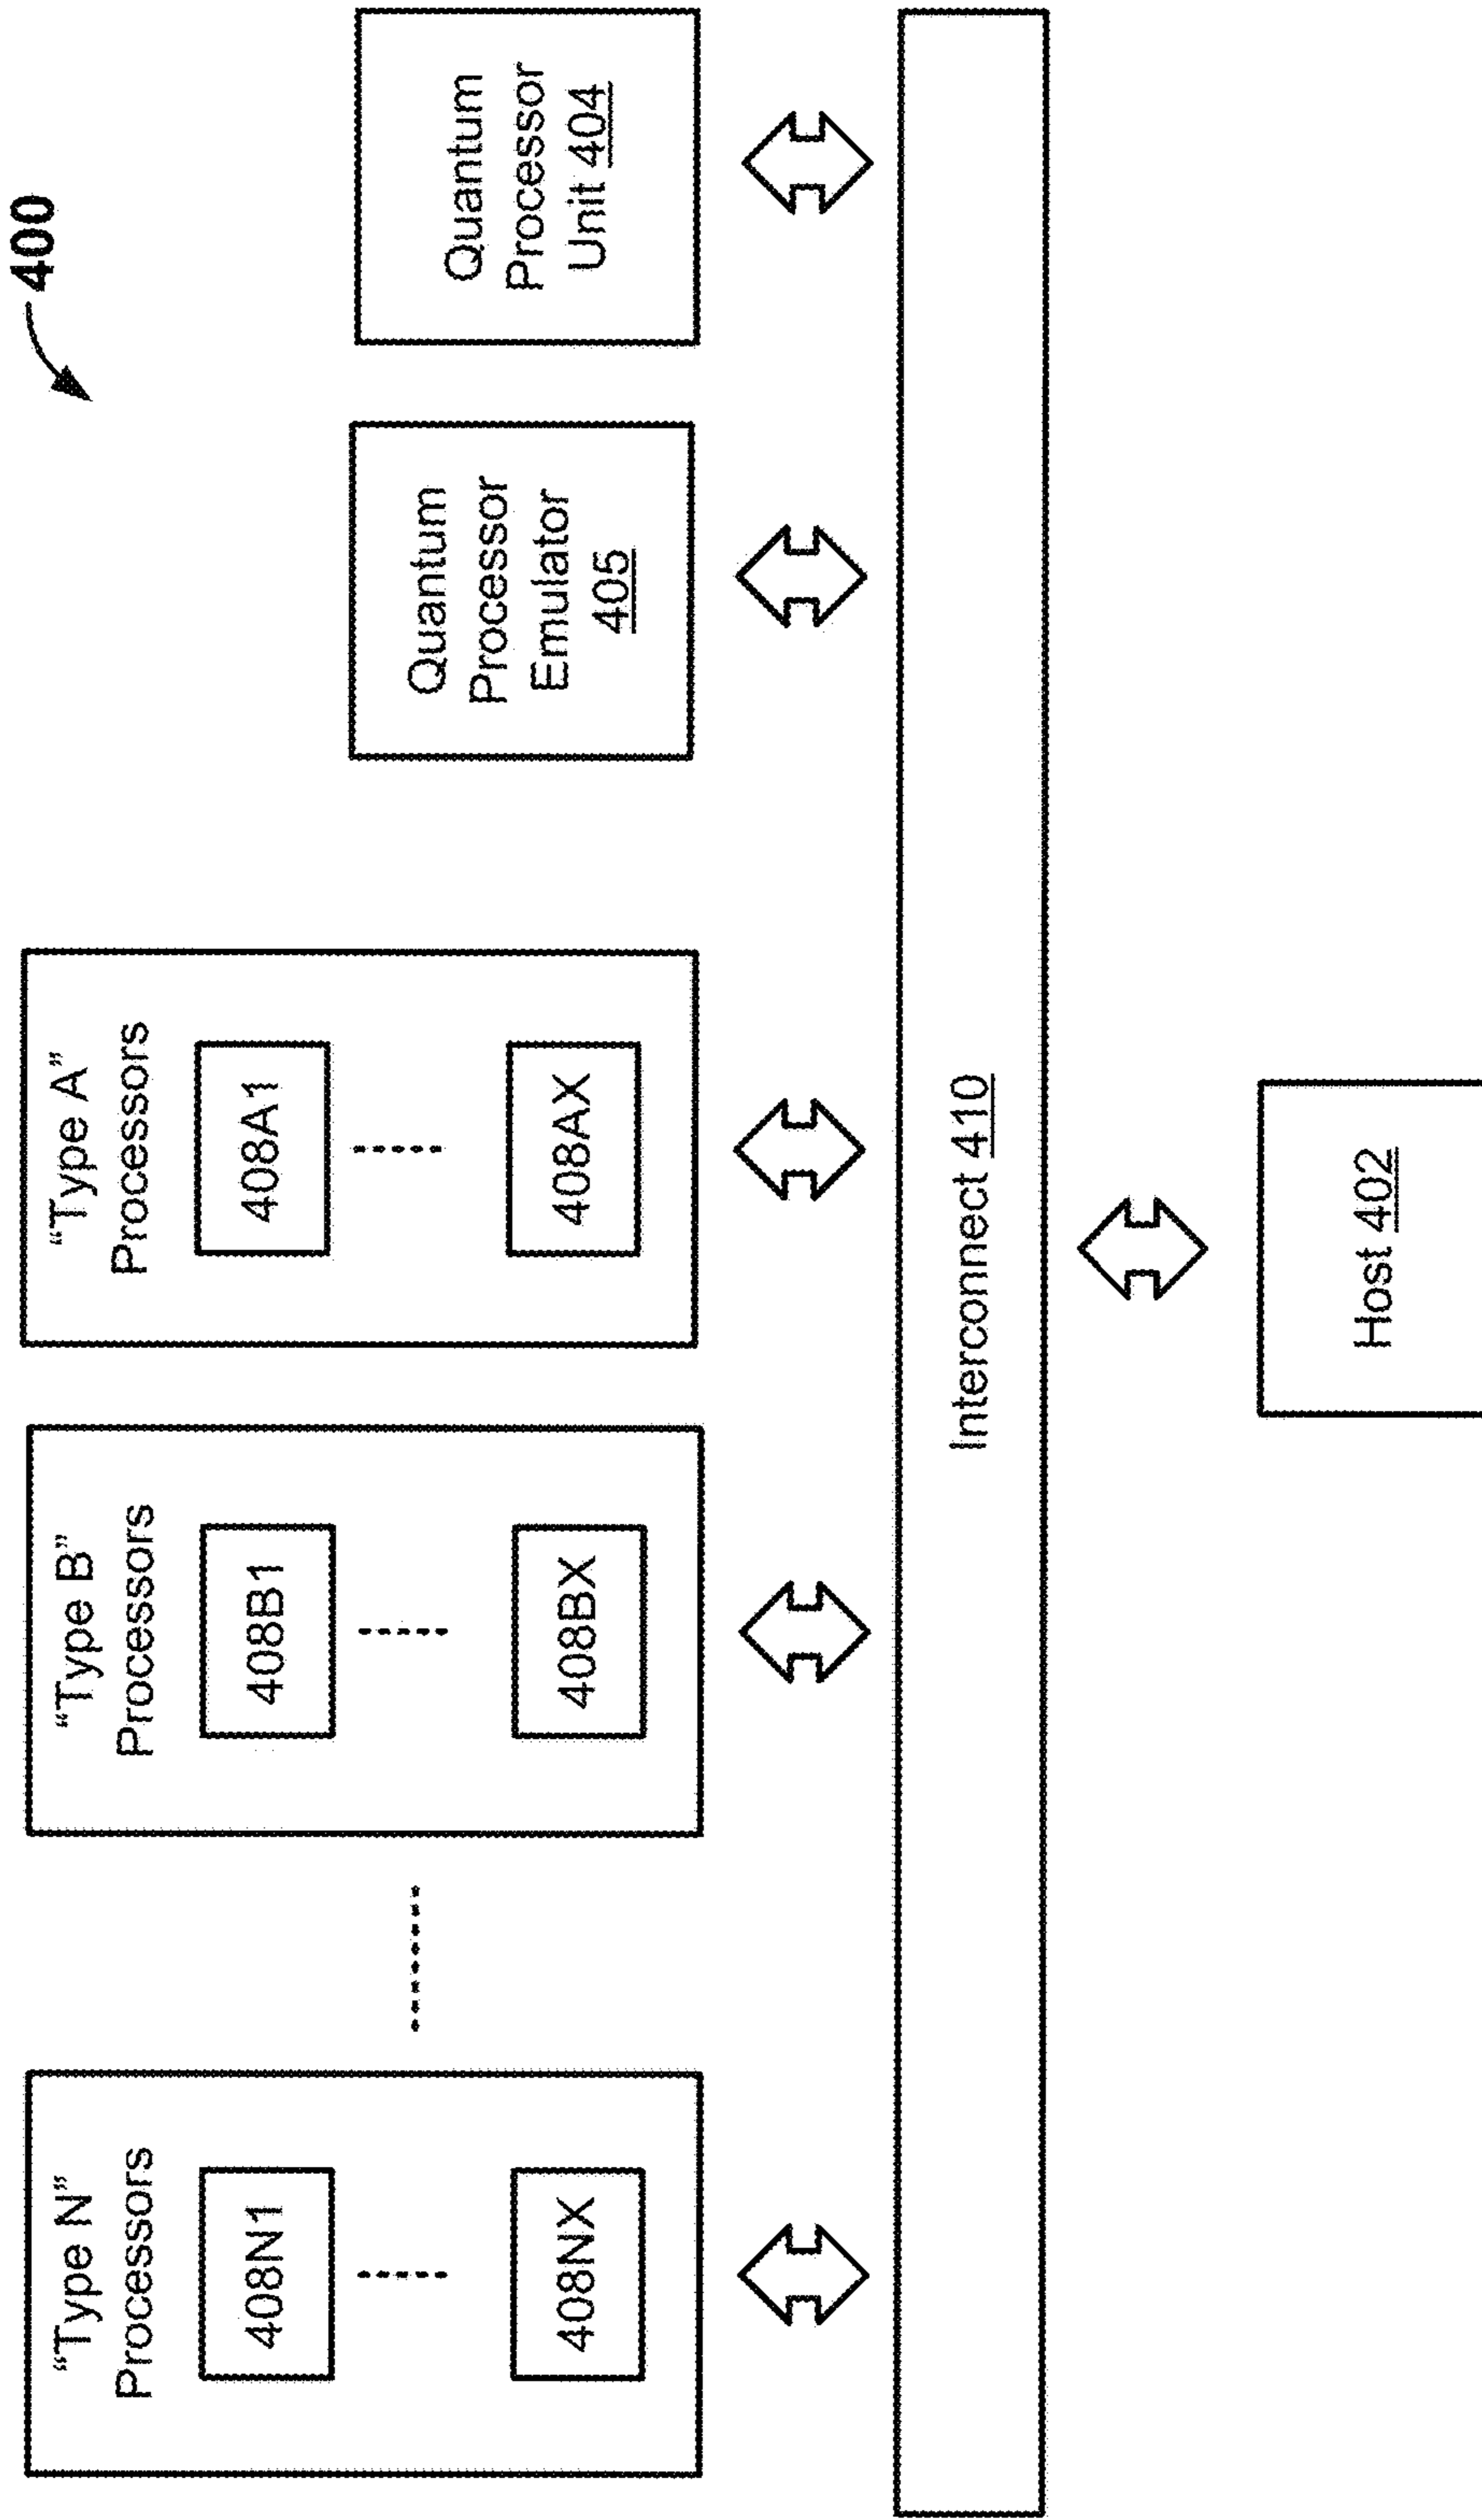 400
“Type N”
Processors
408N1
408NX
“Type B”
Processors
408B1
408BX
“Type A”
Processors
408A1
408AX
Quantum
Processor
Emulator
405
Quantum
Processor
Unit 404
Interconnect 410
Host 402